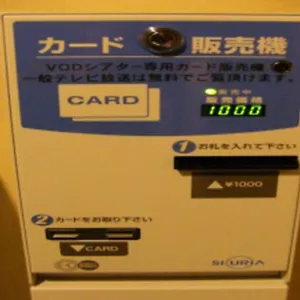 カード 販売機
VODシアター専用カード販売機
一般テレビ放送は無料でご覧頂けます。
CARD
販売中
販売価格
1000
1 お札を入れて下さい
▲ ¥1000
2 カードをお取り下さい
▼ CARD